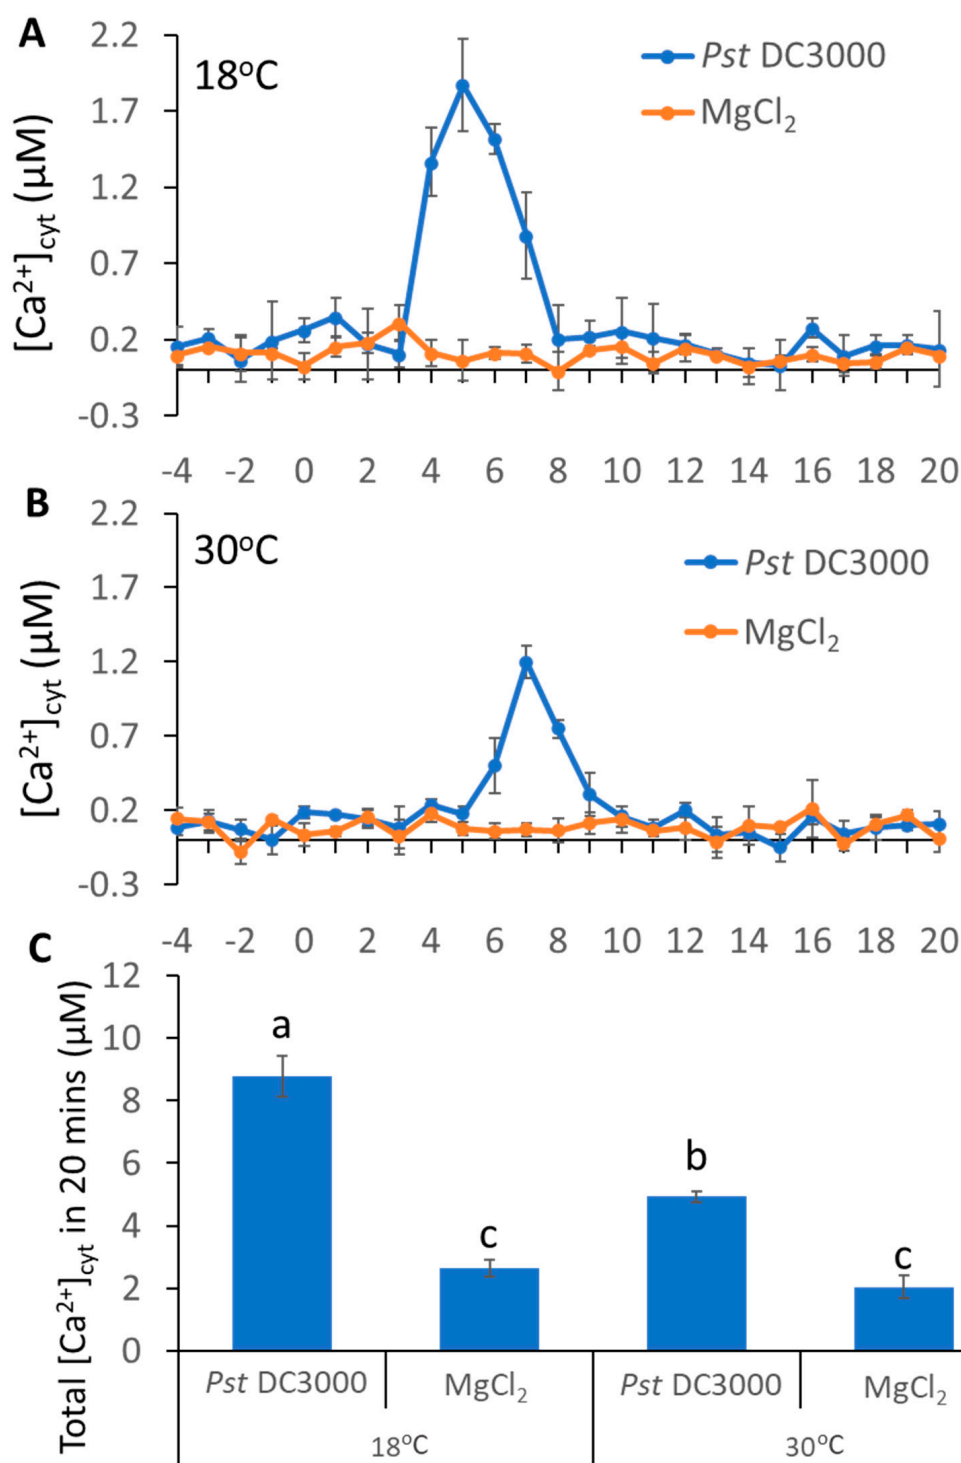 A
[Ca²⁺]cyt (µM)
2.2
1.7
1.2
0.7
0.2
-0.3
18ºC
Pst DC3000
MgCl₂
-4 -2 0 2 4 6 8 10 12 14 16 18 20
B
[Ca²⁺]cyt (µM)
2.2
1.7
1.2
0.7
0.2
-0.3
30ºC
Pst DC3000
MgCl₂
-4 -2 0 2 4 6 8 10 12 14 16 18 20
C
Total [Ca²⁺]cyt in 20 mins (µM)
12
10
8
6
4
2
0
a
c
b
c
Pst DC3000 MgCl₂ Pst DC3000 MgCl₂
18ºC 30ºC